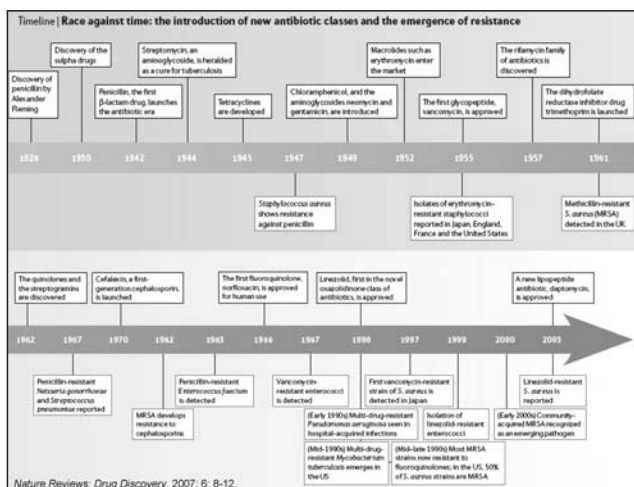 Timeline | Race against time: the introduction of new antibiotic classes and the emergence of resistance
Discovery of
penicillin by
Alexander
Fleming
Discovery of the
sulpha drugs
Penicillin, the first
β-lactam drug, launches
the antibiotic era
Streptomycin, an
aminoglycoside, is heralded
as a cure for tuberculosis
Tetracyclines
are developed
Chloramphenicol, and the
aminoglycosides neomycin and
gentamicin, are introduced
Macrolides such as
erythromycin enter the
market
The first glycopeptide,
vancomycin, is approved
The rifamycin family
of antibiotics is
discovered
The dihydrofolate
reductase inhibitor drug
trimethoprim is launched
1942
1944
1945
1947
1949
1952
1955
1957
1961
Staphylococcus aureus
shows resistance
against penicillin
Isolates of erythromycin-
resistant staphylococci
reported in Japan, England,
France and the United States
Methicillin-resistant
S. aureus (MRSA)
detected in the UK
The quinolones and
the streptogramins
are discovered
Cefalexin, a first-
generation cephalosporin,
is launched
The first fluoroquinolone,
norfloxacin, is approved
for human use
Linezolid, first in the novel
oxazolidinone class of
antibiotics, is approved
A new lipopeptide
antibiotic, daptomycin,
is approved
1962
1967
1970
1997
1999
2000
2003
Penicillin-resistant
Neisseria gonorrhoeae
and Streptococcus
pneumoniae reported
MRSA develops
resistance to
cephalosporins
Penicillin-resistant
Enterococcus faecium
is detected
Vancomycin-
resistant enterococci
is detected
(Early 1990s) Multi-drug-resistant
Pseudomonas aeruginosa seen in
hospital-acquired infections
(Mid-1990s) Multi-drug-
resistant Mycobacterium
tuberculosis emerges in
the US
First vancomycin-resistant
strain of S. aureus is
detected in Japan
(Mid-late 1990s) Most MRSA
strains now resistant to
fluoroquinolones; in the US, 50%
of S. aureus strains are MRSA
Isolation of
linezolid-resistant
enterococci
(Early 2000s) Community-
acquired MRSA recognized
as an emerging pathogen
Linezolid-resistant
S. aureus is
reported
Nature Reviews: Drug Discovery, 2007; 6: 8-12.